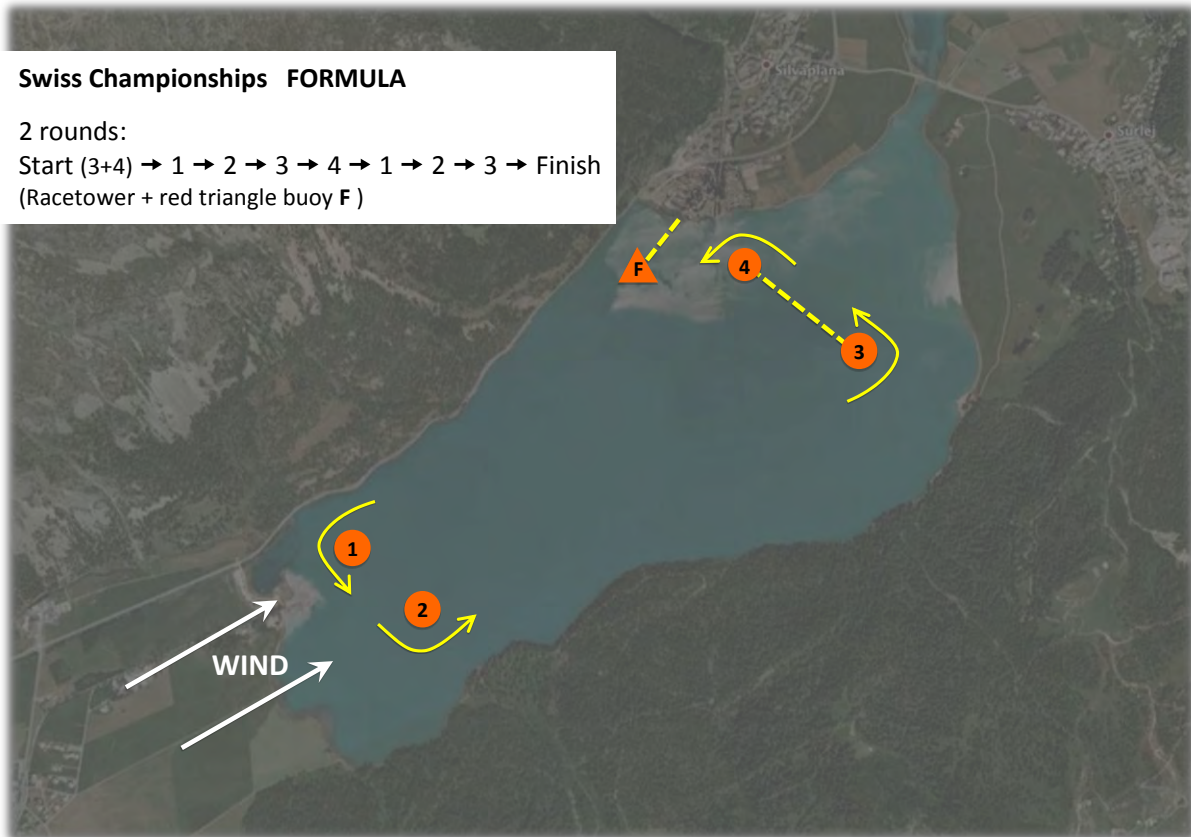 Swiss Championships FORMULA
2 rounds:
Start (3+4) → 1 → 2 → 3 → 4 → 1 → 2 → 3 → Finish
(Racetower + red triangle buoy F )
Silvaplana
Surlej
F
4
3
1
2
WIND